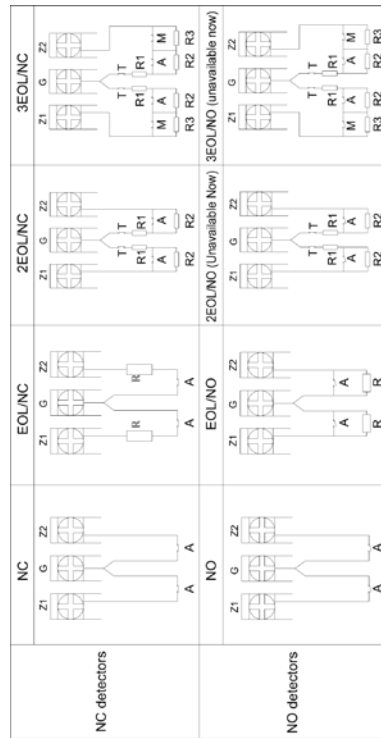 NC detectors
NC
Z1 G Z2
A A
EOL/NC
Z1 G Z2
R R
A A
2EOL/NC
Z1 G Z2
T T
R1 R1
A A
R2 R2
3EOL/NC
Z1 G Z2
T T
R1 R1
M A A M
R3 R2 R2 R3
NO detectors
NO
Z1 G Z2
A A
EOL/NO
Z1 G Z2
A A
R R
2EOL/NO (Unavailable Now)
Z1 G Z2
T T
R1 R1
A A
R2 R2
3EOL/NO (unavailable now)
Z1 G Z2
T T
R1 R1
M A A M
R3 R2 R2 R3